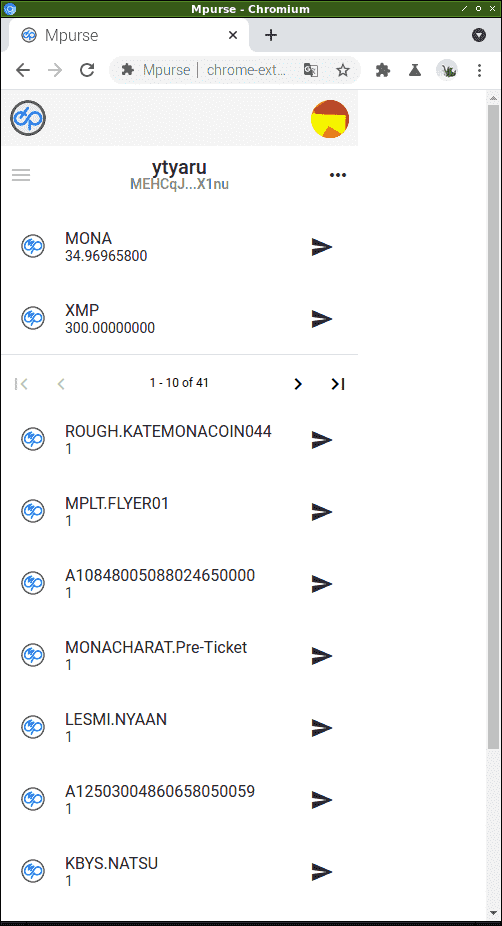 Mpurse - Chromium
Mpurse
Mpurse | chrome-ext...
ytyaru
MEHCqJ...X1nu
MONA
34.96965800
XMP
300.00000000
1 - 10 of 41
ROUGH.KATEMONACOIN044
1
MPLT.FLYER01
1
A10848005088024650000
1
MONACHARAT.Pre-Ticket
1
LESMI.NYAAN
1
A12503004860658050059
1
KBYS.NATSU
1